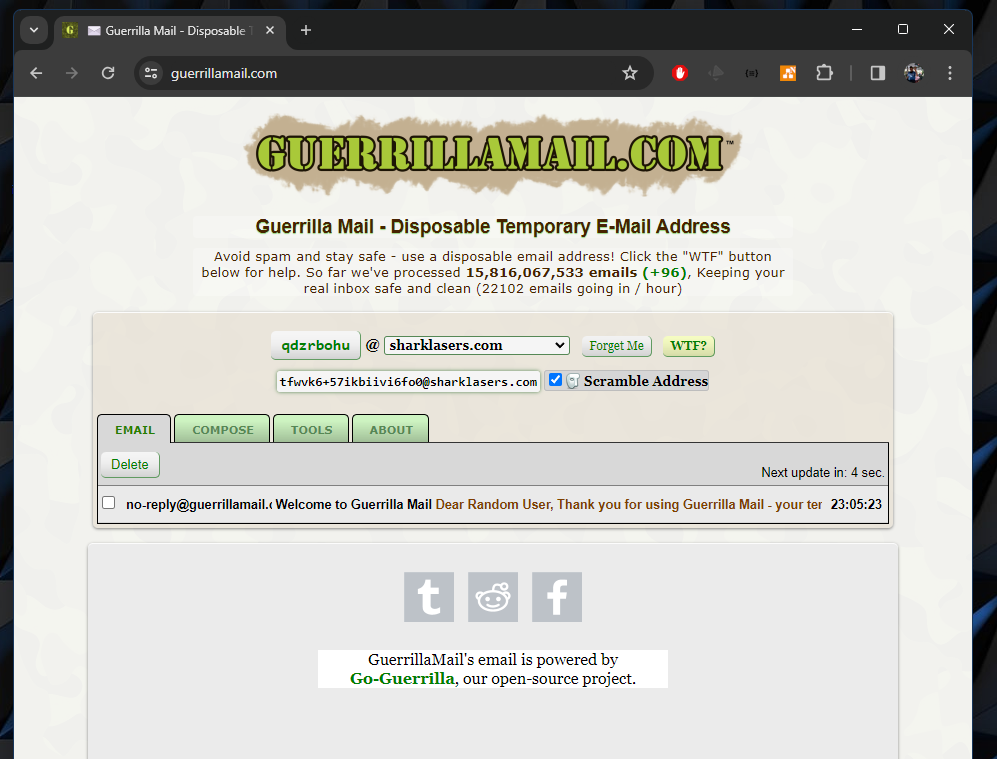 Guerrilla Mail - Disposable T
guerrillamail.com
GUERRILLAMAIL.COM™
Guerrilla Mail - Disposable Temporary E-Mail Address
Avoid spam and stay safe - use a disposable email address! Click the "WTF" button
below for help. So far we've processed 15,816,067,533 emails (+96), Keeping your
real inbox safe and clean (22102 emails going in / hour)
qdzrbohu @ sharklasers.com Forget Me WTF?
tfwvk6+57ikbiivi6fo0@sharklasers.com Scramble Address
EMAIL COMPOSE TOOLS ABOUT
Delete
Next update in: 4 sec.
no-reply@guerrillamail.c Welcome to Guerrilla Mail Dear Random User, Thank you for using Guerrilla Mail - your ter 23:05:23
GuerrillaMail's email is powered by
Go-Guerrilla, our open-source project.